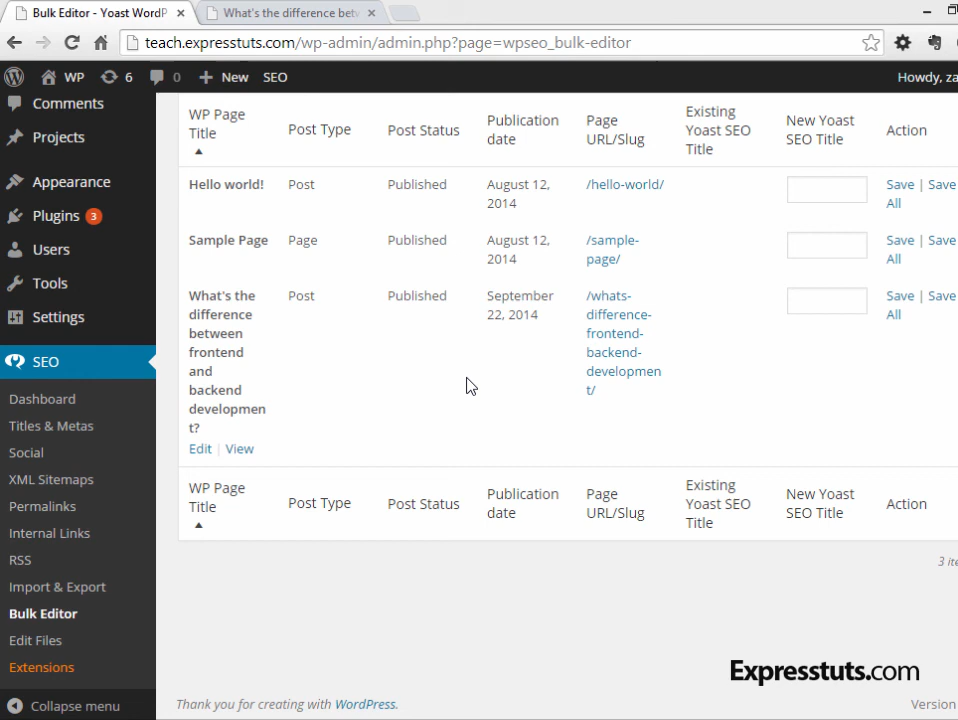 Bulk Editor - Yoast WordP
What's the difference bet
teach.expresstuts.com/wp-admin/admin.php?page=wpseo_bulk-editor
WP 6 0 New SEO Howdy, za
Comments
Projects
Appearance
Plugins 3
Users
Tools
Settings
SEO
Dashboard
Titles & Metas
Social
XML Sitemaps
Permalinks
Internal Links
RSS
Import & Export
Bulk Editor
Edit Files
Extensions
Collapse menu
WP Page
Title
Post Type
Post Status
Publication
date
Page
URL/Slug
Existing
Yoast SEO
Title
New Yoast
SEO Title
Action
Hello world!
Post
Published
August 12,
2014
/hello-world/
Save | Save
All
Sample Page
Page
Published
August 12,
2014
/sample-
page/
Save | Save
All
What's the
difference
between
frontend
and
backend
developmen
t?
Edit | View
Post
Published
September
22, 2014
/whats-
difference-
frontend-
backend-
developmen
t/
Save | Save
All
WP Page
Title
Post Type
Post Status
Publication
date
Page
URL/Slug
Existing
Yoast SEO
Title
New Yoast
SEO Title
Action
3 ite
Expresstuts.com
Thank you for creating with WordPress.
Version